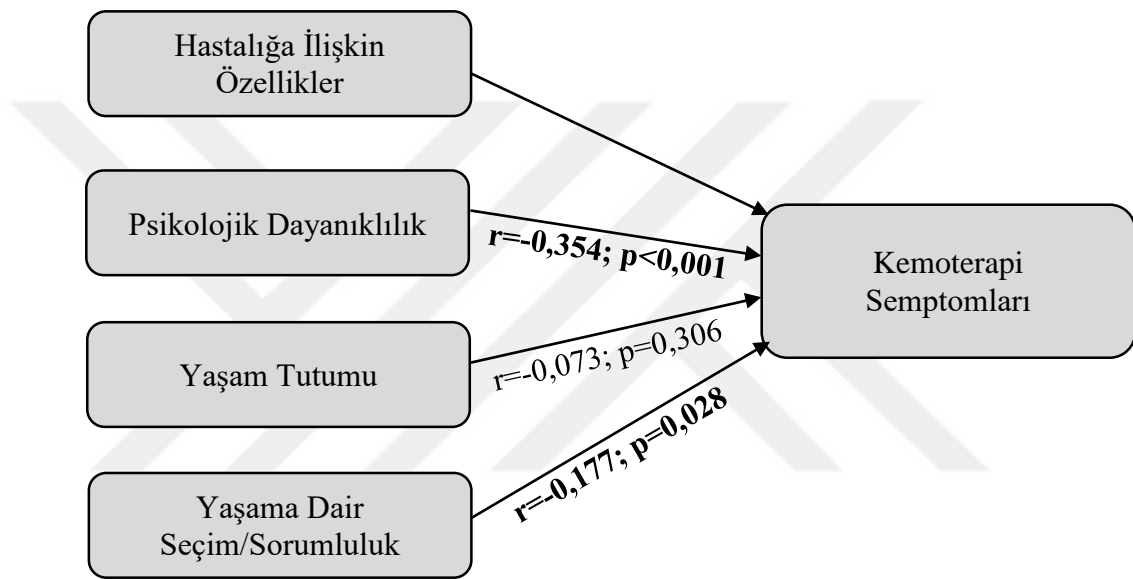 Hastalığa İlişkin
Özellikler
Psikolojik Dayanıklılık
r=-0,354; p<0,001
Kemoterapi
Semptomları
Yaşam Tutumu
r=-0,073; p=0,306
Yaşama Dair
Seçim/Sorumluluk
r=-0,177; p=0,028